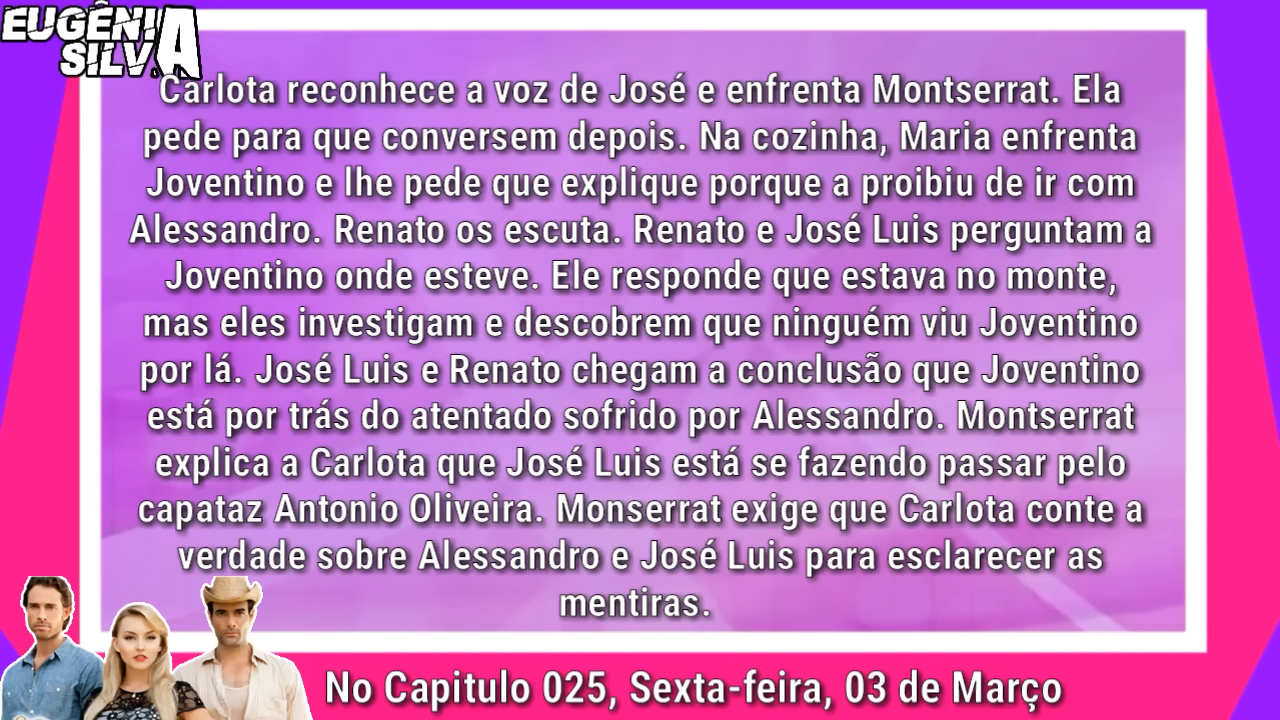 EUGÊNIA
SILVA
Carlota reconhece a voz de José e enfrenta Montserrat. Ela
pede para que conversem depois. Na cozinha, Maria enfrenta
Joventino e lhe pede que explique porque a proibiu de ir com
Alessandro. Renato os escuta. Renato e José Luis perguntam a
Joventino onde esteve. Ele responde que estava no monte,
mas eles investigam e descobrem que ninguém viu Joventino
por lá. José Luis e Renato chegam a conclusão que Joventino
está por trás do atentado sofrido por Alessandro. Montserrat
explica a Carlota que José Luis está se fazendo passar pelo
capataz Antonio Oliveira. Monserrat exige que Carlota conte a
verdade sobre Alessandro e José Luis para esclarecer as
mentiras.
No Capitulo 025, Sexta-feira, 03 de Março